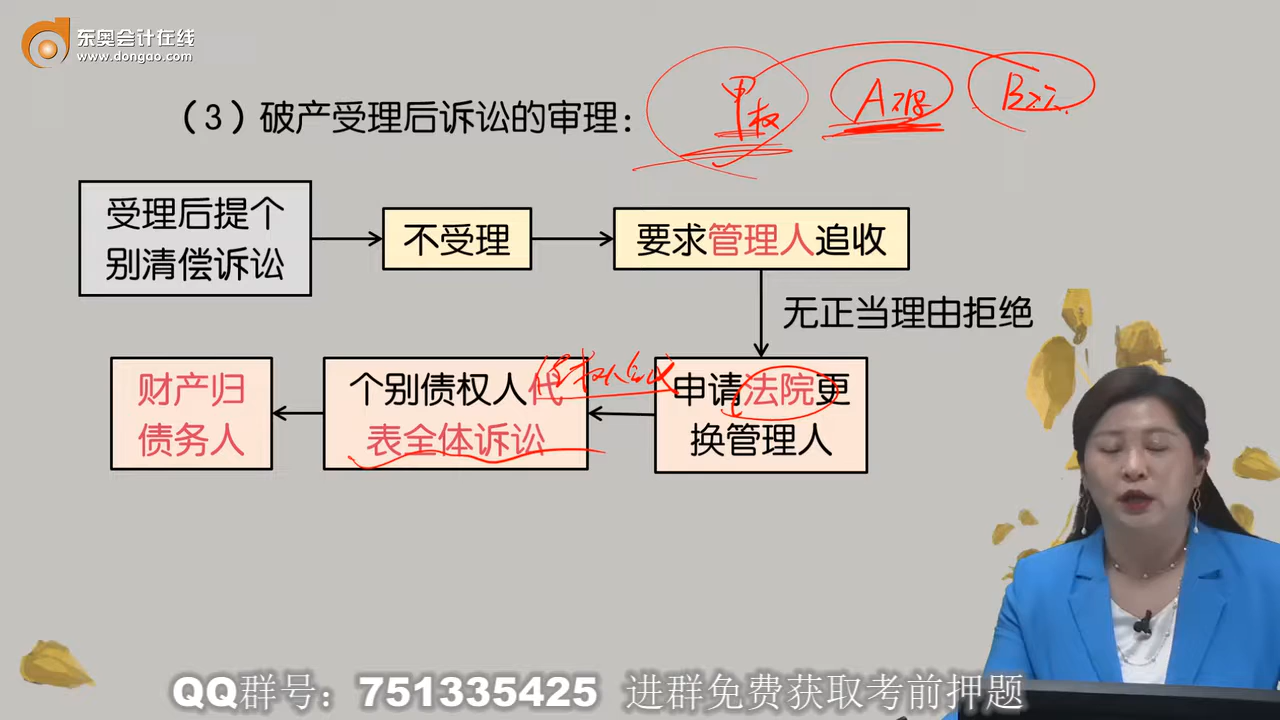 东奥会计在线
www.dongao.com
（3）破产受理后诉讼的审理：
甲
权
A
B
受理后提个
别清偿诉讼
不受理
要求管理人追收
无正当理由拒绝
申请法院更
换管理人
个别债权人代
表全体诉讼
财产归
债务人
QQ群号：751335425 进群免费获取考前押题